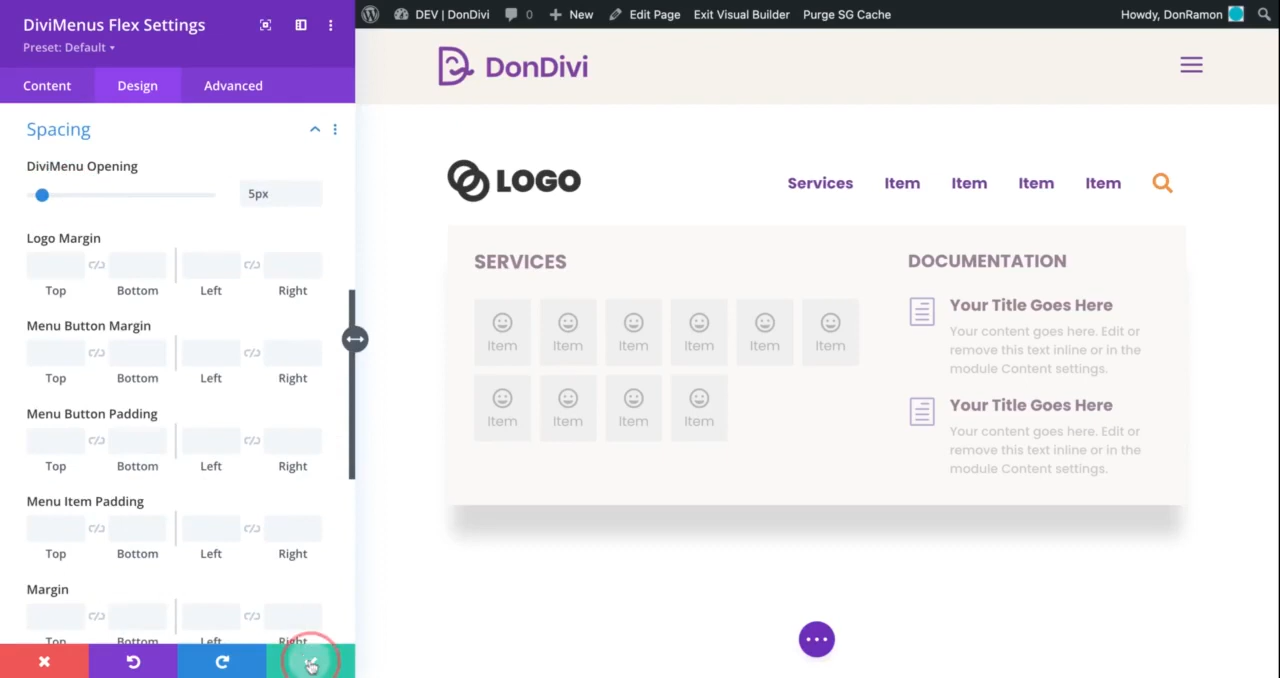 DiviMenus Flex Settings
Preset: Default
Content Design Advanced
Spacing
DiviMenu Opening
5px
Logo Margin
Top Bottom Left Right
Menu Button Margin
Top Bottom Left Right
Menu Button Padding
Top Bottom Left Right
Menu Item Padding
Top Bottom Left Right
Margin
Top Bottom Left Right
DEV | DonDivi 0 New Edit Page Exit Visual Builder Purge SG Cache Howdy, DonRamon
DonDivi
LOGO
Services Item Item Item Item
SERVICES
Item Item Item Item Item Item
Item Item Item Item
DOCUMENTATION
Your Title Goes Here
Your content goes here. Edit or
remove this text inline or in the
module Content settings.
Your Title Goes Here
Your content goes here. Edit or
remove this text inline or in the
module Content settings.